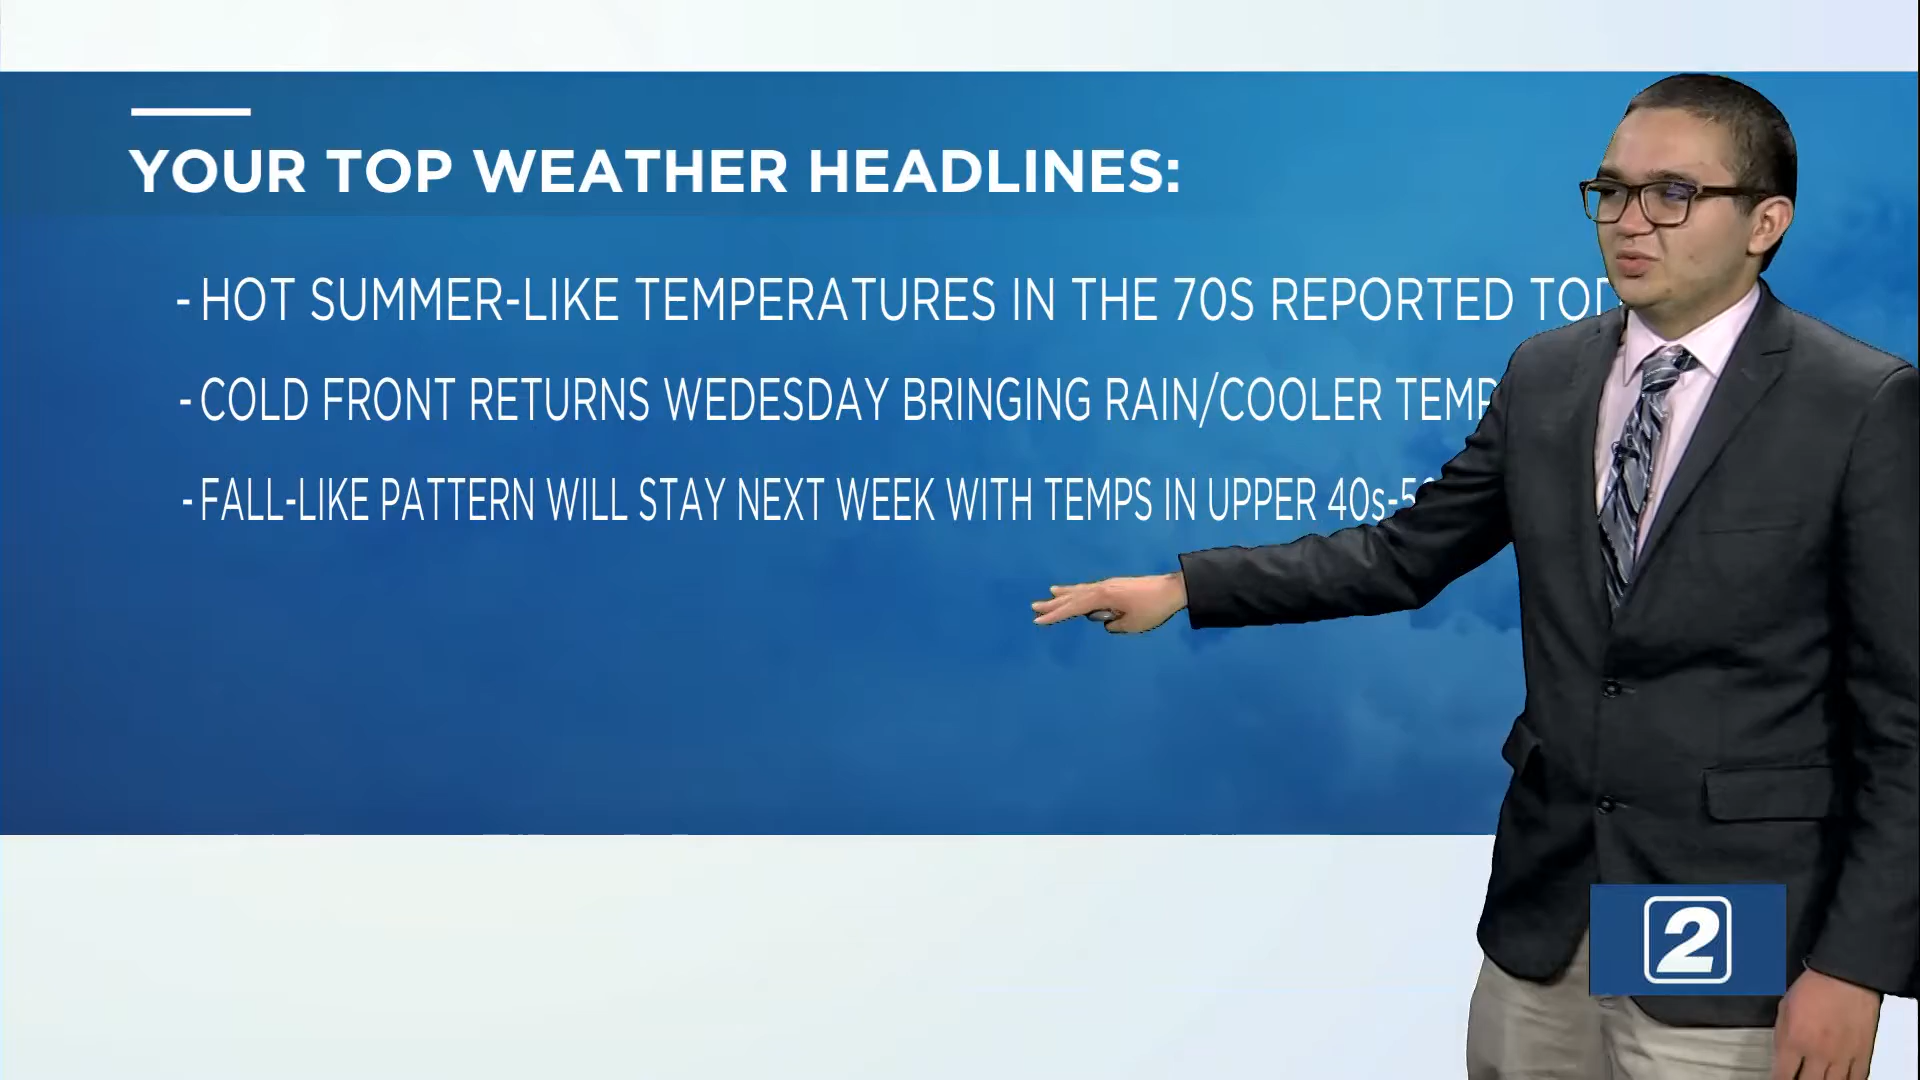 YOUR TOP WEATHER HEADLINES:
- HOT SUMMER-LIKE TEMPERATURES IN THE 70S REPORTED
- COLD FRONT RETURNS WEDESDAY BRINGING RAIN/COOLER
- FALL-LIKE PATTERN WILL STAY NEXT WEEK WITH TEMPS IN UPPER 40s-
2